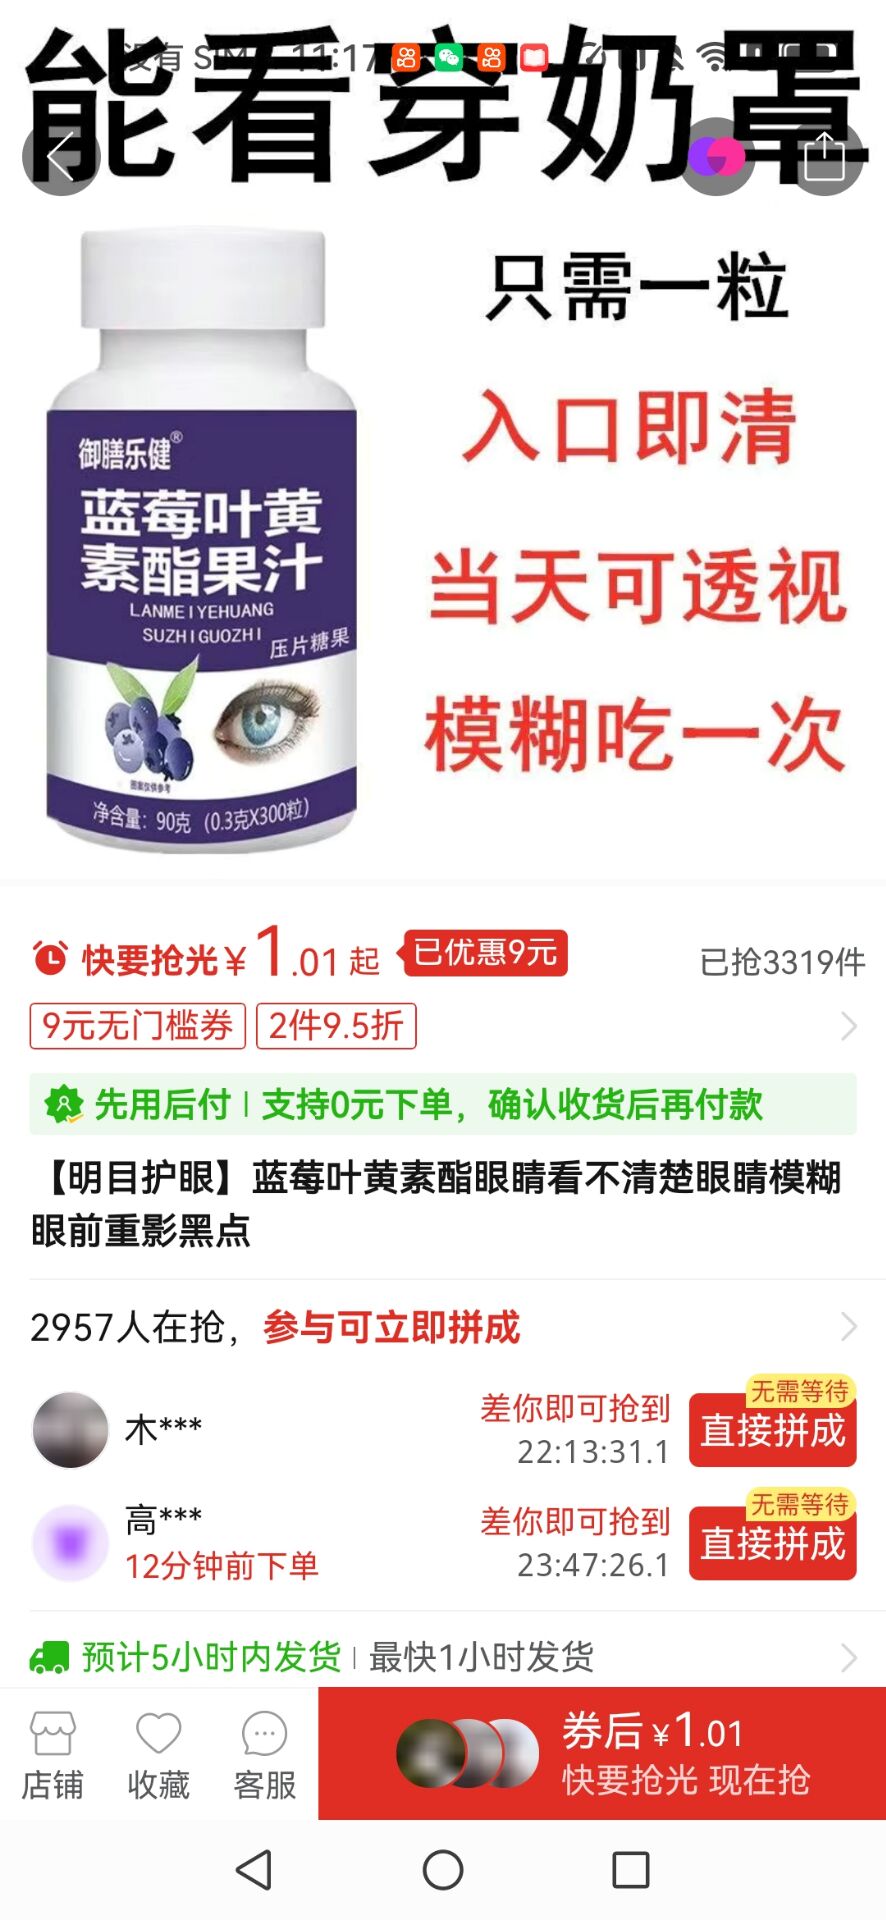 能看穿奶罩
没有 SIM 11:17
只需一粒
入口即清
当天可透视
模糊吃一次
御膳乐健®
蓝莓叶黄
素酯果汁
LANMEIYEHUANG
SUZHIGUOZHI
压片糖果
图案仅供参考
净含量：90克 (0.3克X300粒)
快要抢光 ¥1.01起 已优惠9元 已抢3319件
9元无门槛券 2件9.5折
先用后付 | 支持0元下单，确认收货后再付款
【明目护眼】蓝莓叶黄素酯眼睛看不清楚眼睛模糊
眼前重影黑点
2957人在抢，参与可立即拼成
木*** 差你即可抢到 无需等待
22:13:31.1 直接拼成
高*** 差你即可抢到 无需等待
12分钟前下单 23:47:26.1 直接拼成
预计5小时内发货 | 最快1小时发货
店铺 收藏 客服
券后¥1.01
快要抢光 现在抢